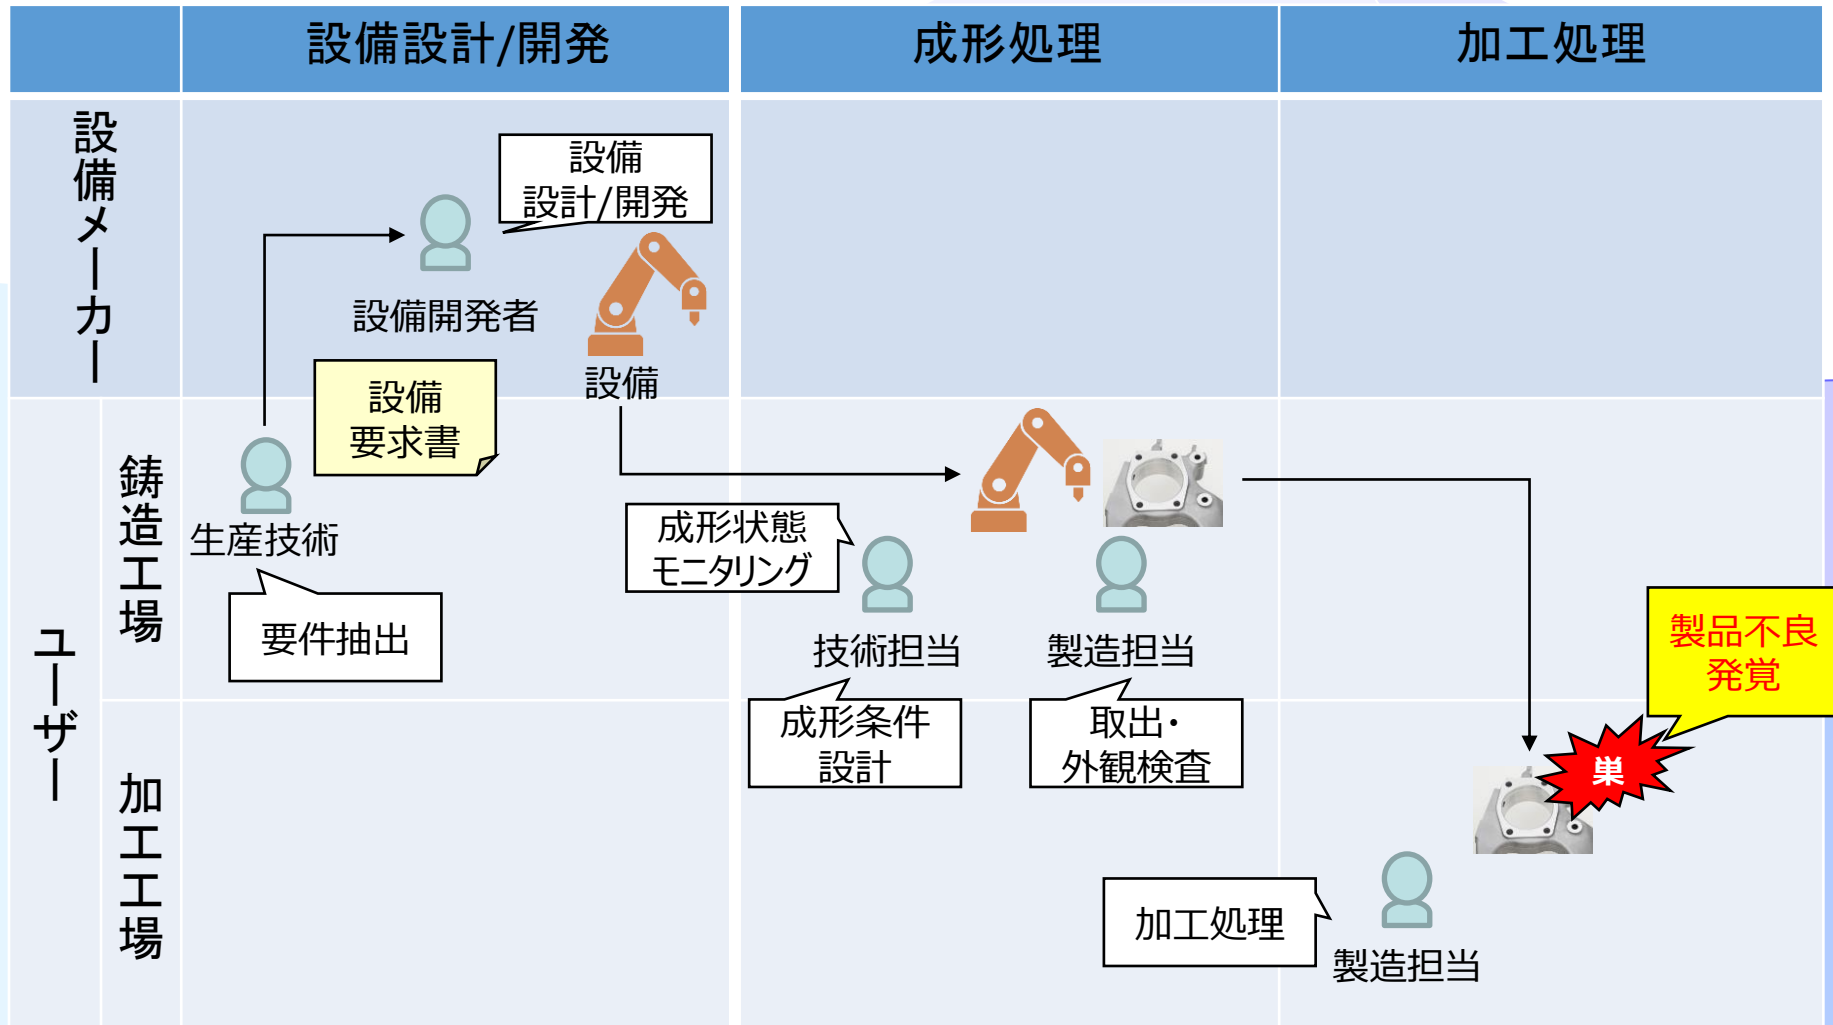 設備設計/開発
成形処理
加工処理
設備メーカー
設備
設計/開発
設備開発者
設備
設備
要求書
ユーザー
鋳造工場
生産技術
要件抽出
成形状態
モニタリング
技術担当
製造担当
成形条件
設計
取出・
外観検査
製品不良
発覚
加工工場
巣
加工処理
製造担当